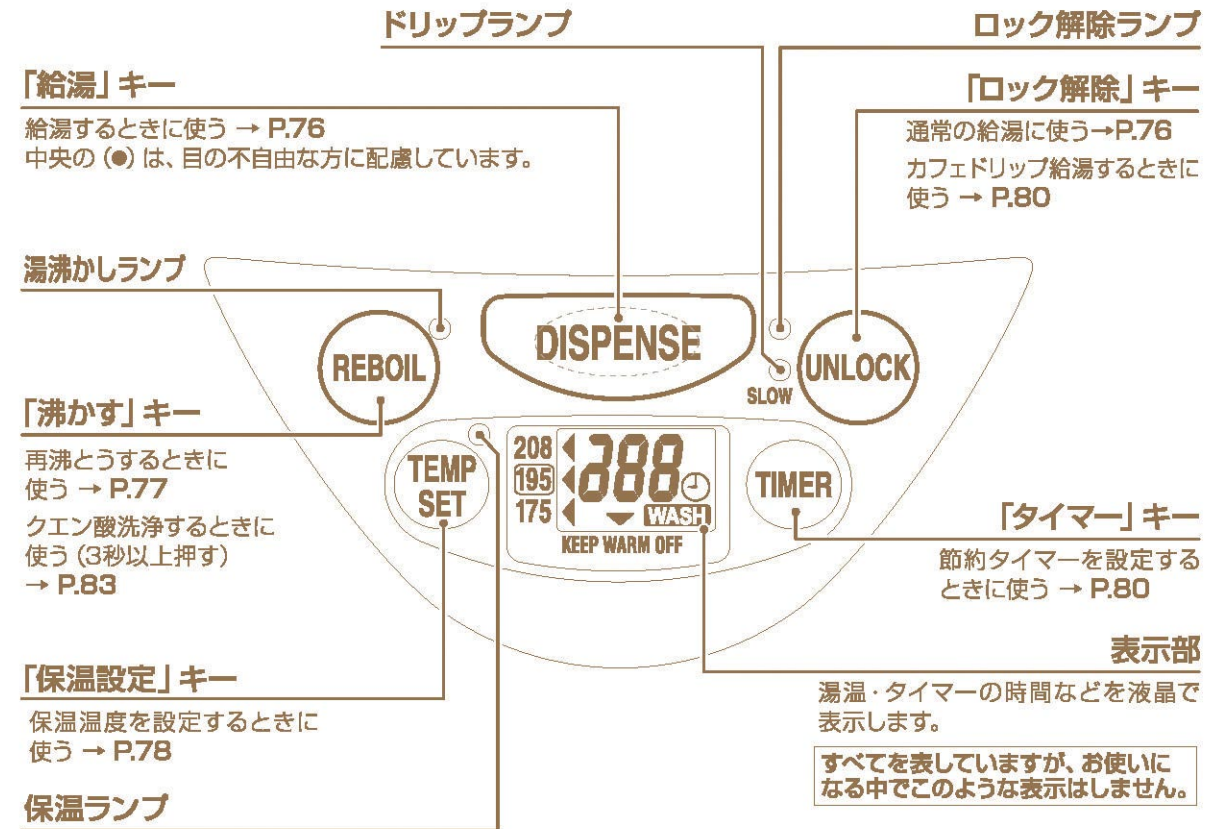 ドリップランプ
ロック解除ランプ
「給湯」キー
給湯するときに使う → P.76
中央の (●) は、目の不自由な方に配慮しています。
「ロック解除」キー
通常の給湯に使う→P.76
カフェドリップ給湯するときに
使う → P.80
湯沸かしランプ
DISPENSE
REBOIL
UNLOCK
SLOW
「沸かす」キー
再沸とうするときに
使う → P.77
クエン酸洗浄するときに
使う (3秒以上押す)
→ P.83
TEMP
SET
208
195
175
288
WASH
KEEP WARM OFF
TIMER
「タイマー」キー
節約タイマーを設定する
ときに使う → P.80
表示部
湯温・タイマーの時間などを液晶で
表示します。
すべてを表していますが、お使いに
なる中でこのような表示はしません。
「保温設定」キー
保温温度を設定するときに
使う → P.78
保温ランプ